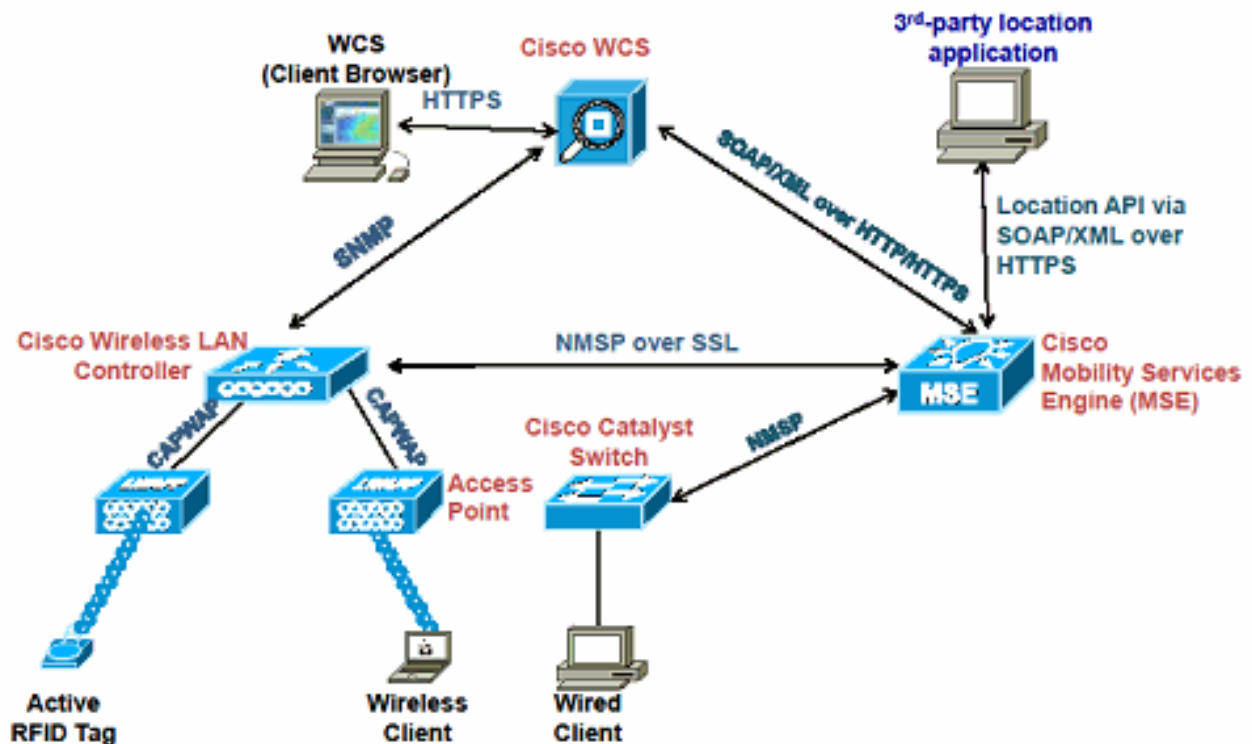 WCS
(Client Browser)
Cisco WCS
3rd-party location
application
HTTPS
SOAP/XML over HTTP/HTTPS
SNMP
Location API via
SOAP/XML over
HTTPS
Cisco Wireless LAN
Controller
NMSP over SSL
Cisco
Mobility Services
Engine (MSE)
MSE
CAPWAP
CAPWAP
Cisco Catalyst
Switch
NMSP
LWAPP
LWAPP
Access
Point
Active
RFID Tag
Wireless
Client
Wired
Client